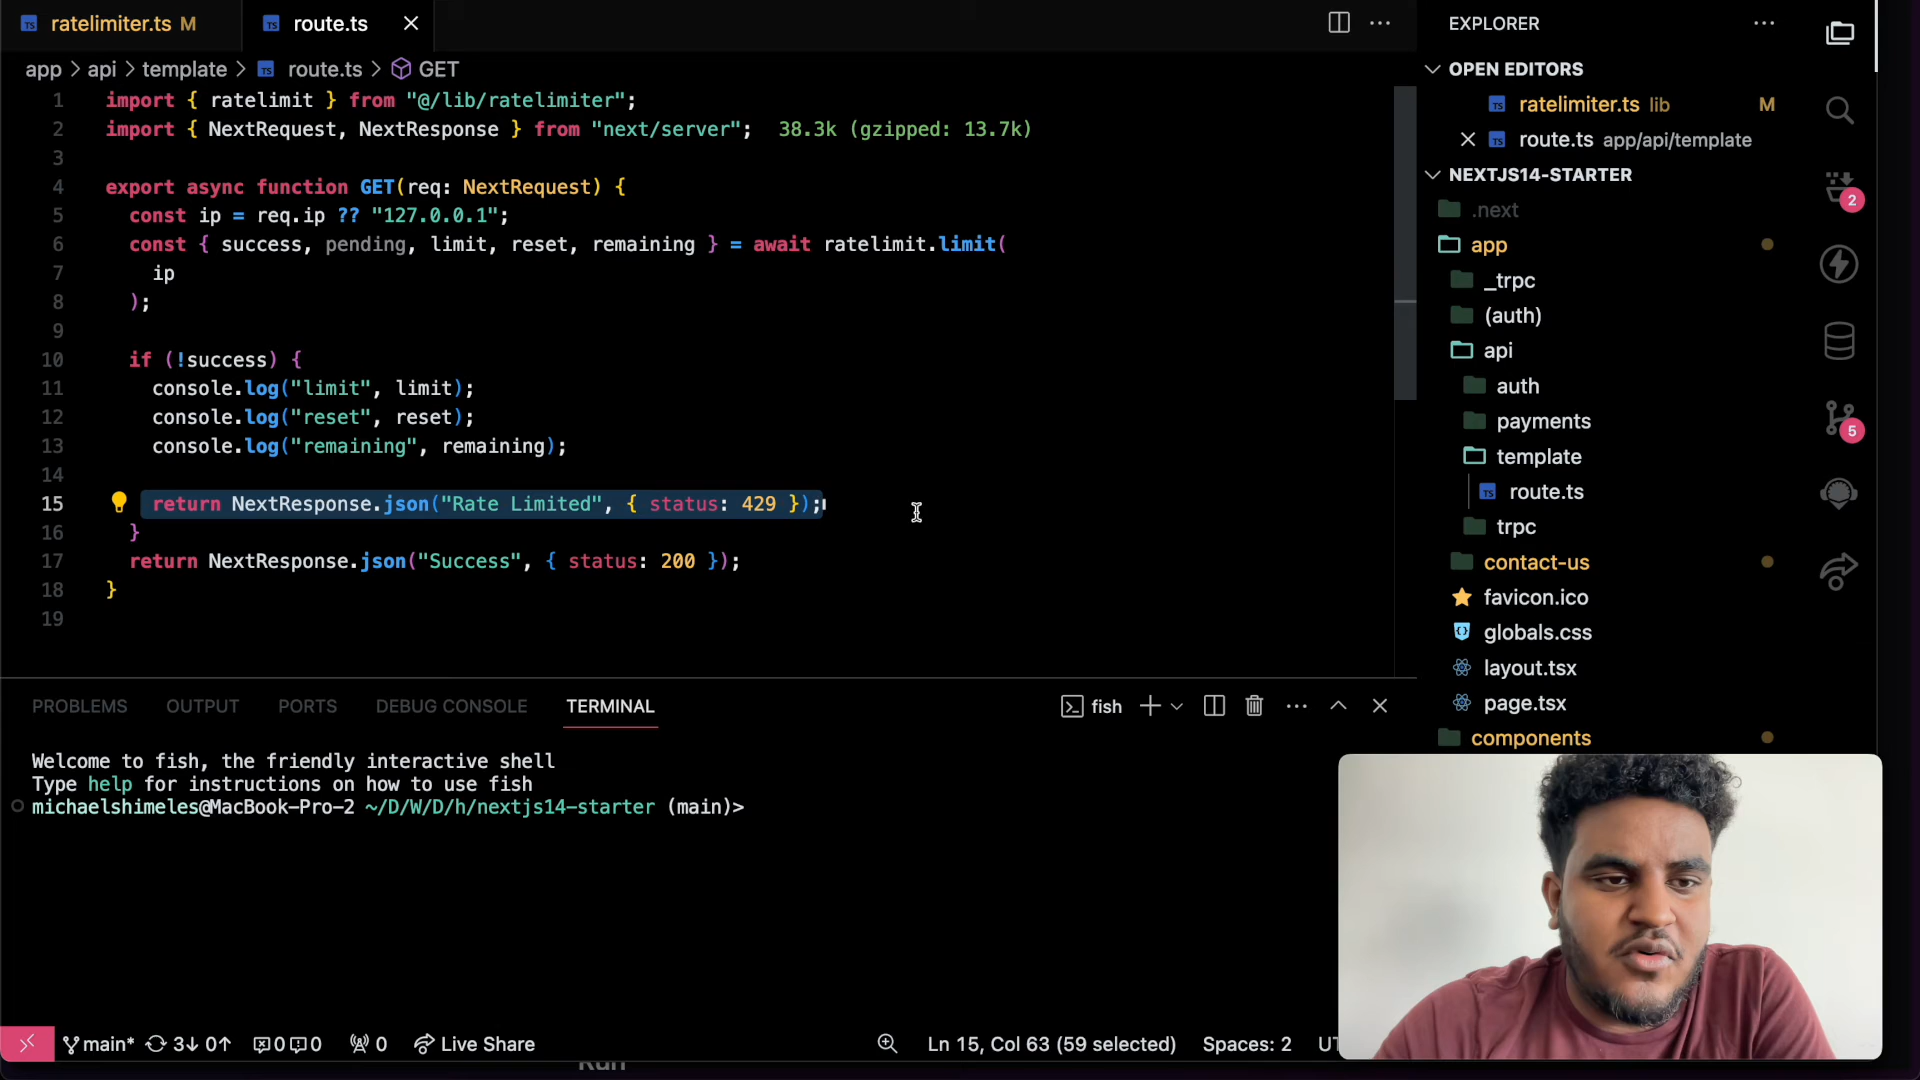 ratelimiter.ts M
route.ts
app > api > template > route.ts > GET
1 import { ratelimit } from "@/lib/ratelimiter";
2 import { NextRequest, NextResponse } from "next/server"; 38.3k (gzipped: 13.7k)
3
4 export async function GET(req: NextRequest) {
5 const ip = req.ip ?? "127.0.0.1";
6 const { success, pending, limit, reset, remaining } = await ratelimit.limit(
7 ip
8 );
9
10 if (!success) {
11 console.log("limit", limit);
12 console.log("reset", reset);
13 console.log("remaining", remaining);
14
15 return NextResponse.json("Rate Limited", { status: 429 });
16 }
17 return NextResponse.json("Success", { status: 200 });
18 }
19
PROBLEMS OUTPUT PORTS DEBUG CONSOLE TERMINAL
fish
Welcome to fish, the friendly interactive shell
Type help for instructions on how to use fish
michaelshimeles@MacBook-Pro-2 ~/D/W/D/h/nextjs14-starter (main)>
main* 3↓ 0↑ 0 0 0 Live Share
Ln 15, Col 63 (59 selected) Spaces: 2
EXPLORER
OPEN EDITORS
ratelimiter.ts lib M
route.ts app/api/template
NEXTJS14-STARTER
.next
app
_trpc
(auth)
api
auth
payments
template
route.ts
trpc
contact-us
favicon.ico
globals.css
layout.tsx
page.tsx
components
2
5